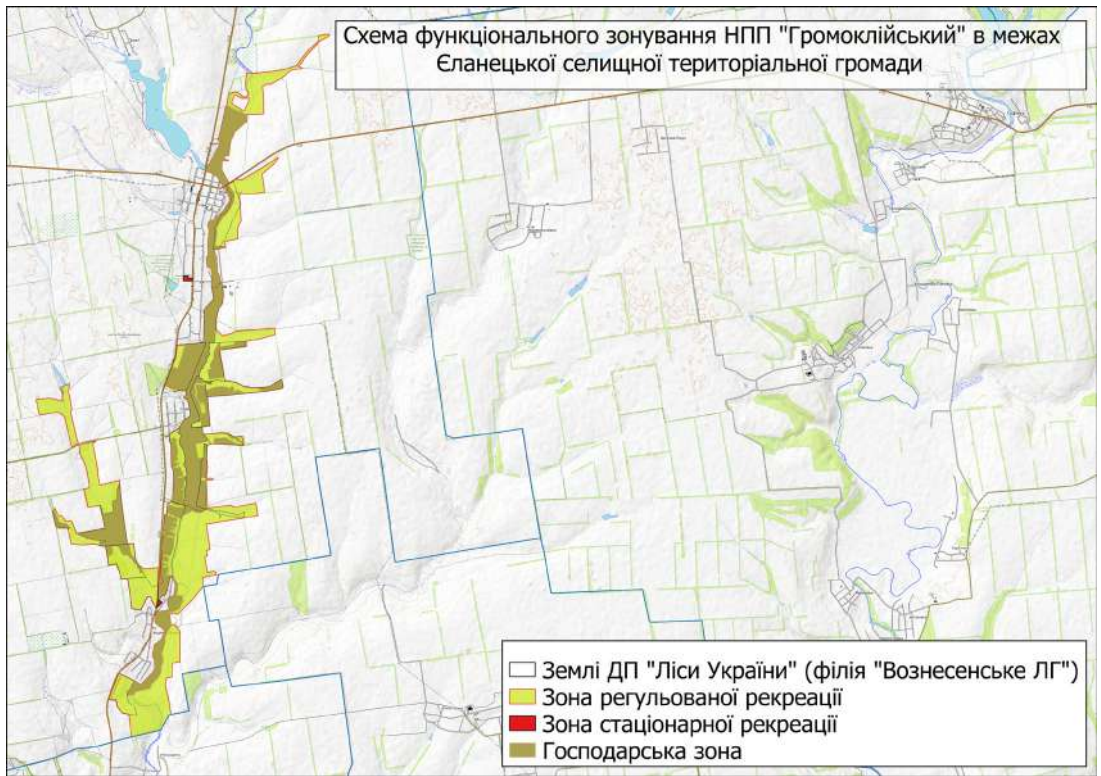 Схема функціонального зонування НПП "Громоклійський" в межах
Єланецької селищної територіальної громади
Землі ДП "Ліси України" (філія "Вознесенське ЛГ")
Зона регульованої рекреації
Зона стаціонарної рекреації
Господарська зона